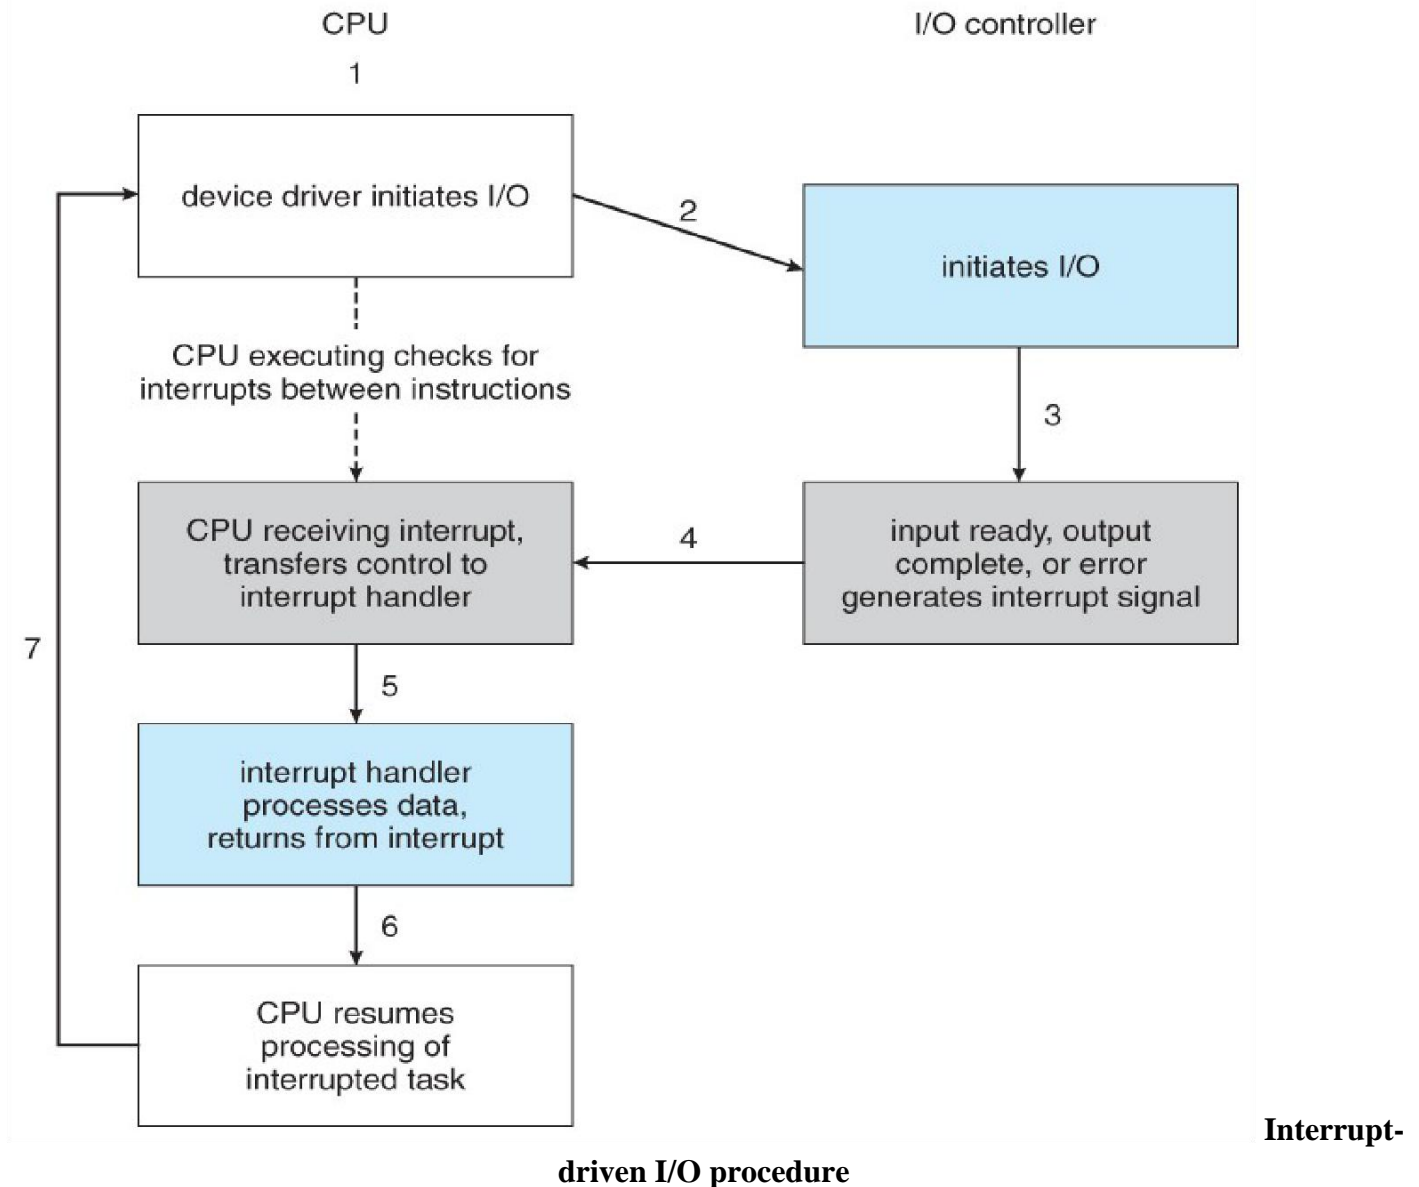 CPU
I/O controller
1
device driver initiates I/O
2
initiates I/O
CPU executing checks for
interrupts between instructions
3
CPU receiving interrupt,
transfers control to
interrupt handler
4
input ready, output
complete, or error
generates interrupt signal
7
5
interrupt handler
processes data,
returns from interrupt
6
CPU resumes
processing of
interrupted task
Interrupt-
driven I/O procedure